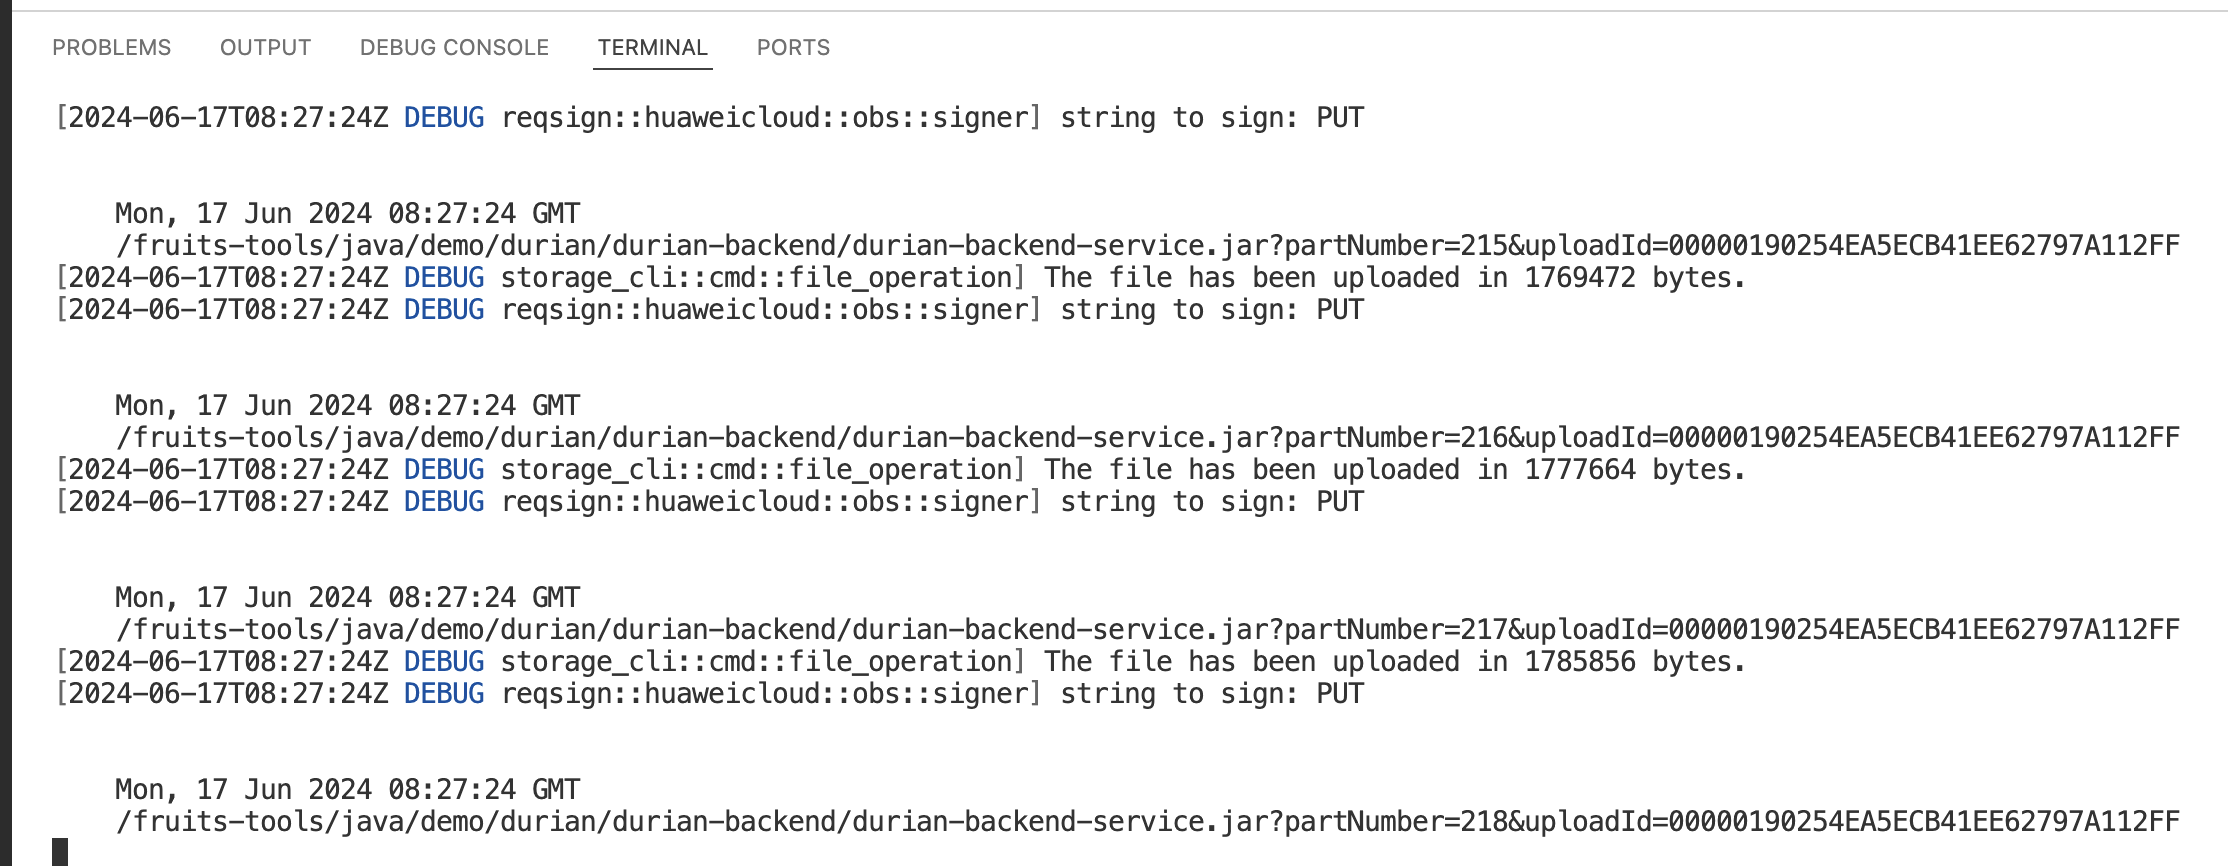 PROBLEMS OUTPUT DEBUG CONSOLE TERMINAL PORTS
[2024-06-17T08:27:24Z DEBUG reqsign::huaweicloud::obs::signer] string to sign: PUT
Mon, 17 Jun 2024 08:27:24 GMT
/fruits-tools/java/demo/durian/durian-backend/durian-backend-service.jar?partNumber=215&uploadId=00000190254EA5ECB41EE62797A112FF
[2024-06-17T08:27:24Z DEBUG storage_cli::cmd::file_operation] The file has been uploaded in 1769472 bytes.
[2024-06-17T08:27:24Z DEBUG reqsign::huaweicloud::obs::signer] string to sign: PUT
Mon, 17 Jun 2024 08:27:24 GMT
/fruits-tools/java/demo/durian/durian-backend/durian-backend-service.jar?partNumber=216&uploadId=00000190254EA5ECB41EE62797A112FF
[2024-06-17T08:27:24Z DEBUG storage_cli::cmd::file_operation] The file has been uploaded in 1777664 bytes.
[2024-06-17T08:27:24Z DEBUG reqsign::huaweicloud::obs::signer] string to sign: PUT
Mon, 17 Jun 2024 08:27:24 GMT
/fruits-tools/java/demo/durian/durian-backend/durian-backend-service.jar?partNumber=217&uploadId=00000190254EA5ECB41EE62797A112FF
[2024-06-17T08:27:24Z DEBUG storage_cli::cmd::file_operation] The file has been uploaded in 1785856 bytes.
[2024-06-17T08:27:24Z DEBUG reqsign::huaweicloud::obs::signer] string to sign: PUT
Mon, 17 Jun 2024 08:27:24 GMT
/fruits-tools/java/demo/durian/durian-backend/durian-backend-service.jar?partNumber=218&uploadId=00000190254EA5ECB41EE62797A112FF